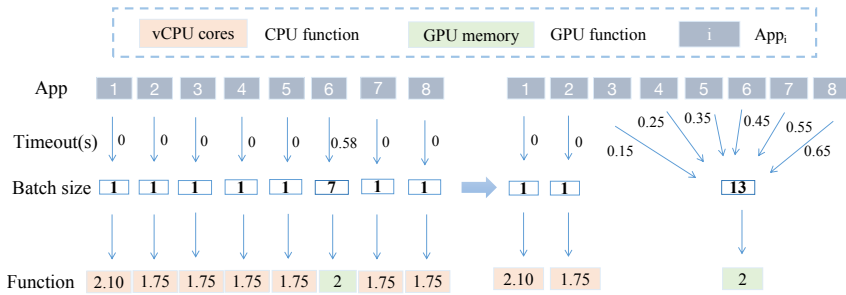 vCPU cores CPU function GPU memory GPU function i Appᵢ
App 1 2 3 4 5 6 7 8 1 2 3 4 5 6 7 8
Timeout(s) 0 0 0 0 0 0.58 0 0 0 0 0.15 0.25 0.35 0.45 0.55 0.65
Batch size 1 1 1 1 1 7 1 1 1 1 13
Function 2.10 1.75 1.75 1.75 1.75 2 1.75 1.75 2.10 1.75 2